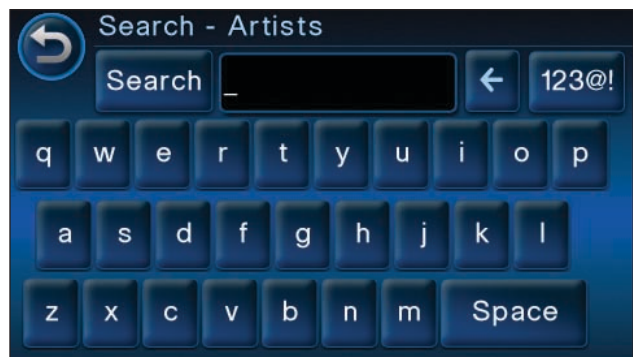 Search - Artists
Search _ ← 123@!
q w e r t y u i o p
a s d f g h j k l
z x c v b n m Space